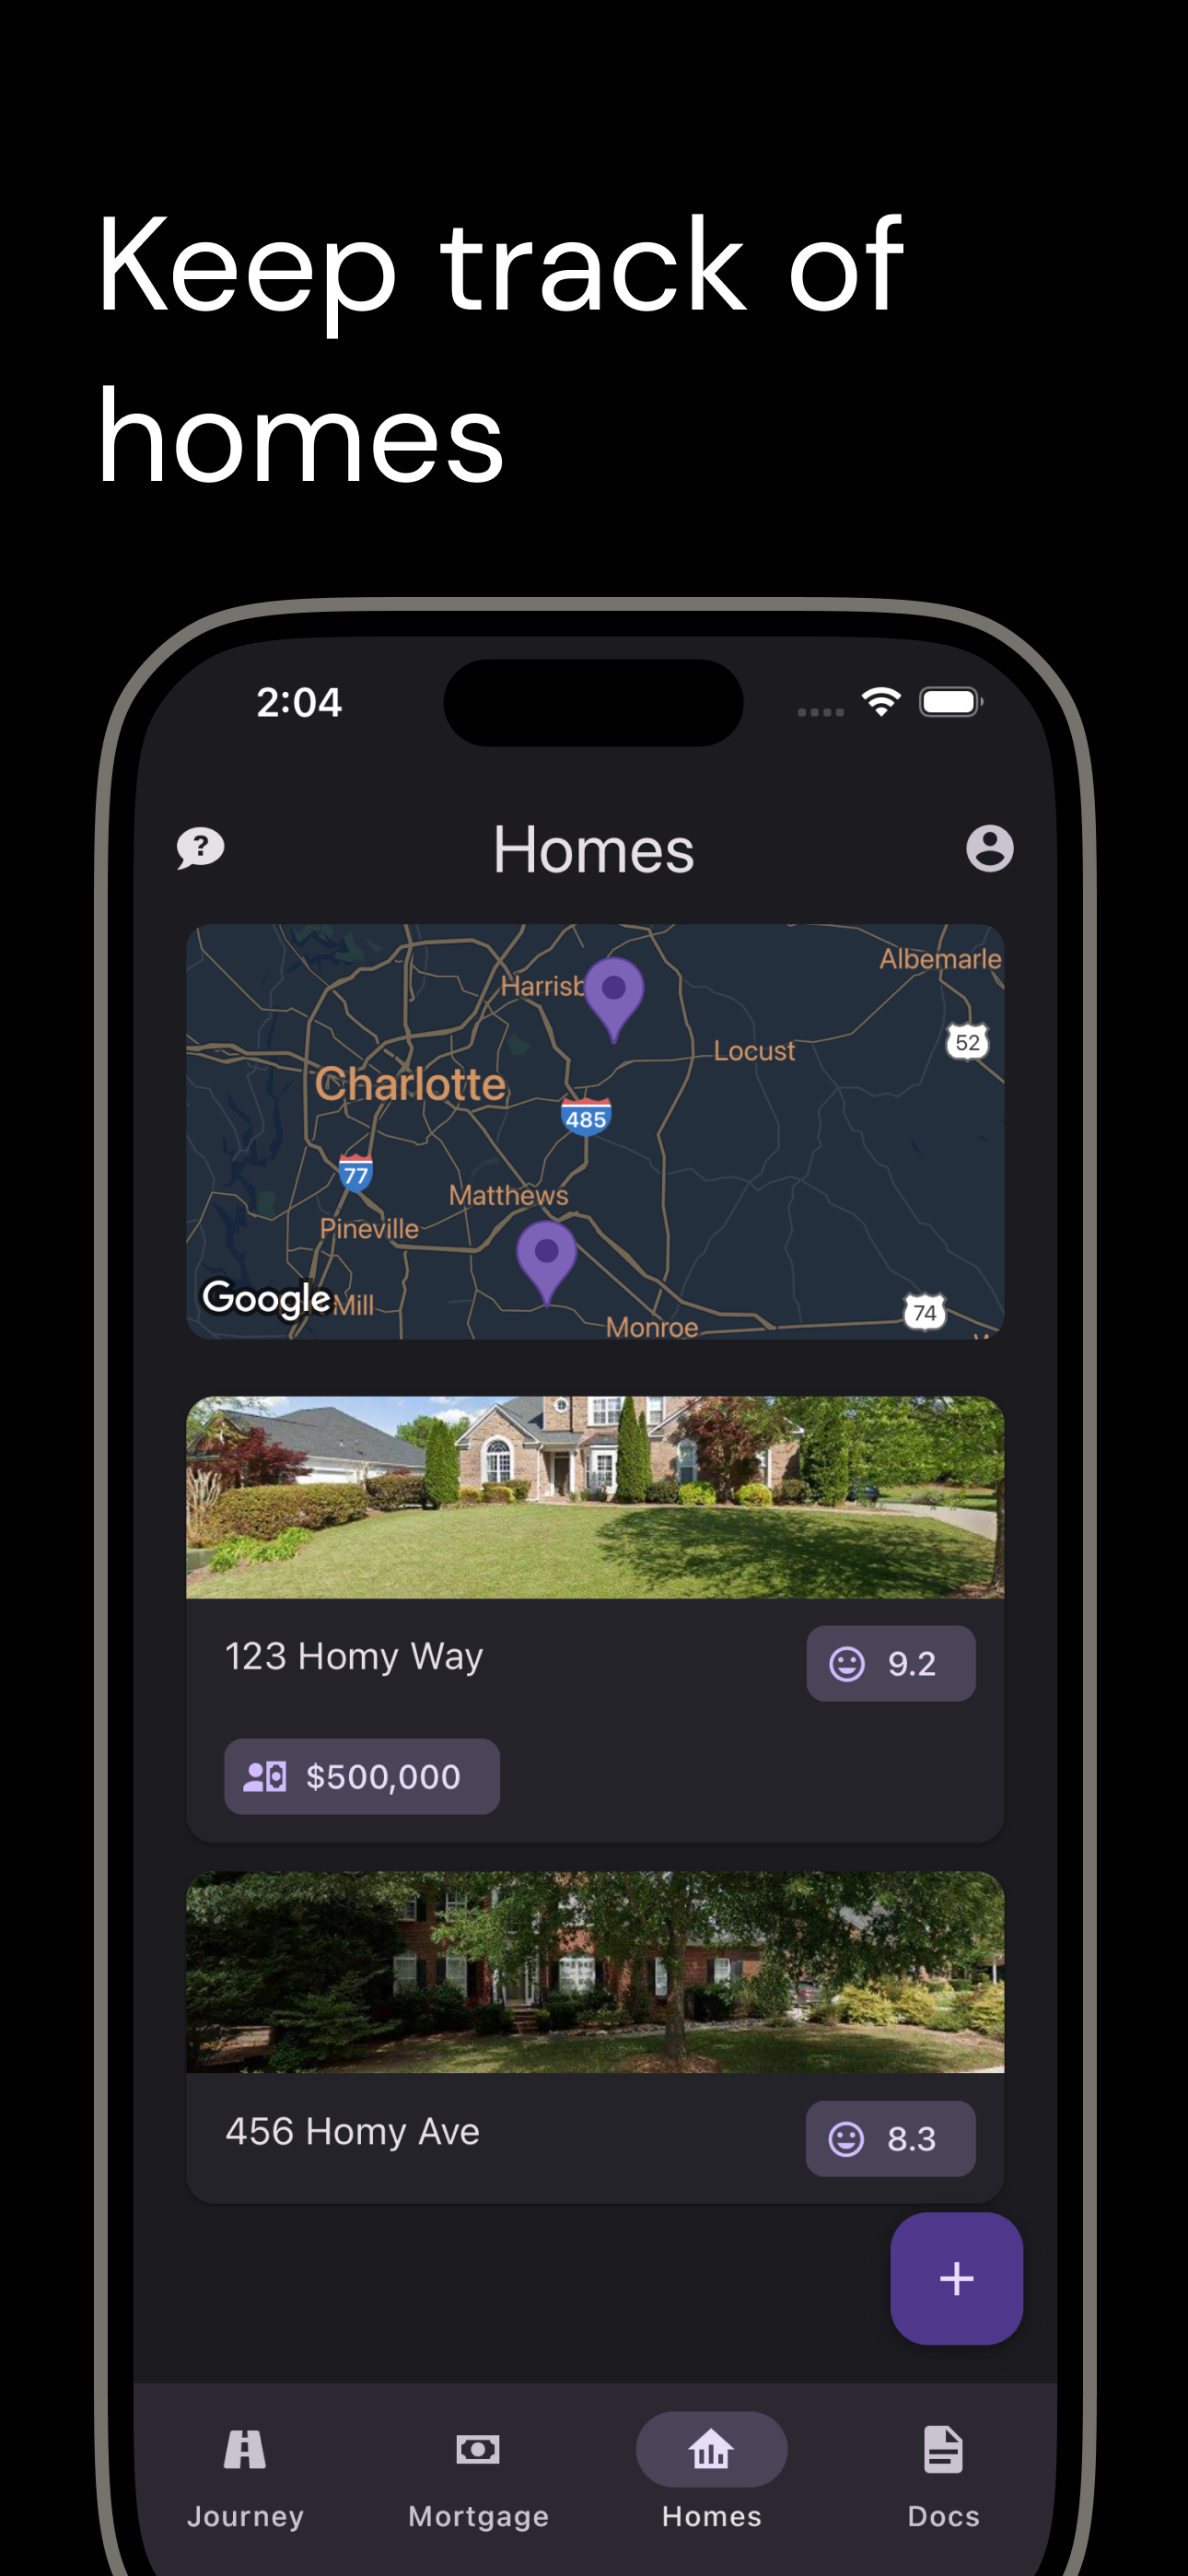 Keep track of
homes
2:04
?
Homes
Albemarle
Harrisb
52
Locust
Charlotte
485
77
Matthews
Pineville
Google
Mill
74
Monroe
123 Homy Way
9.2
$500,000
456 Homy Ave
8.3
+
Journey
Mortgage
Homes
Docs